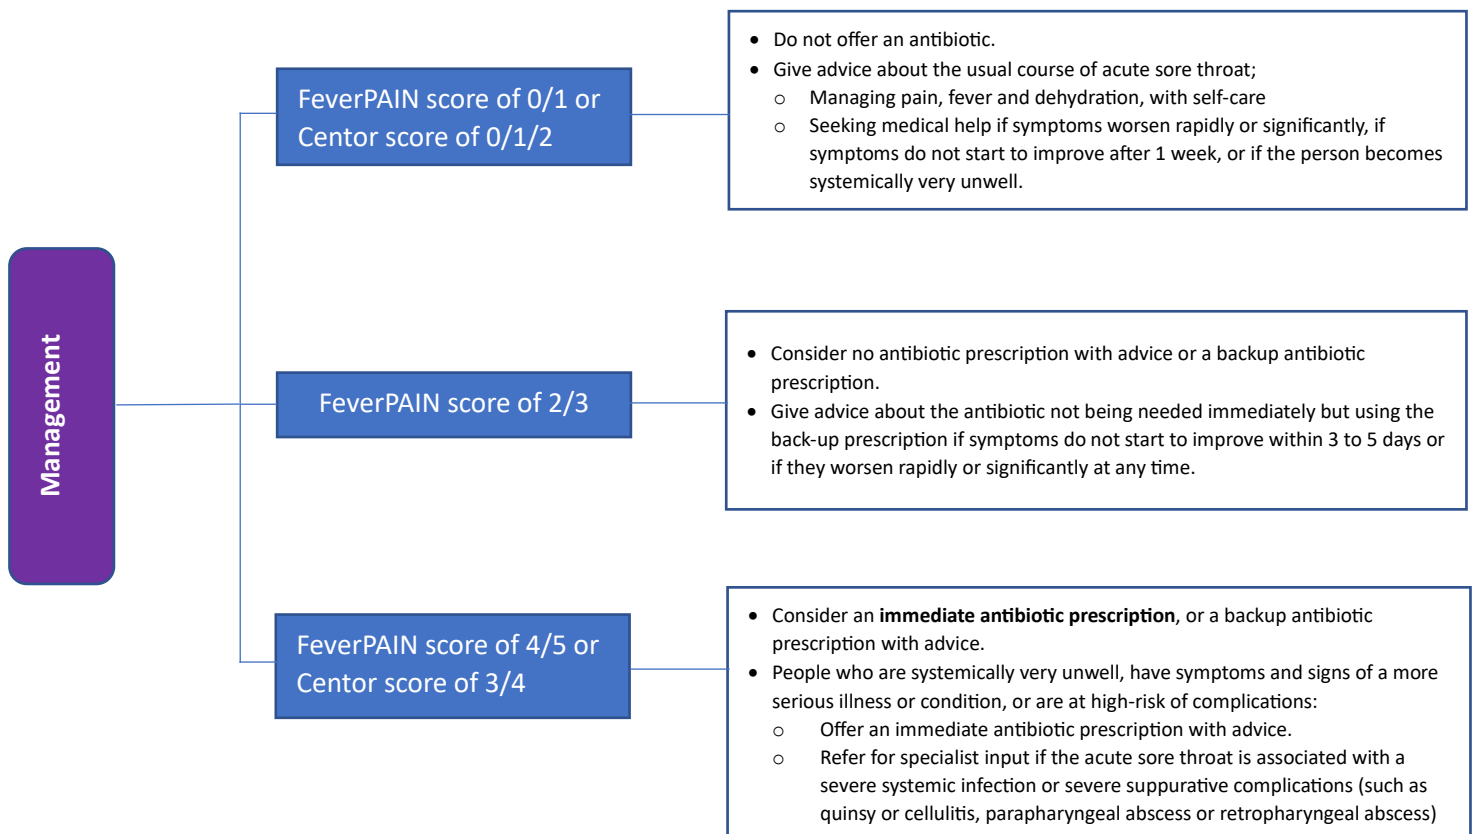 Management
FeverPAIN score of 0/1 or
Centor score of 0/1/2
• Do not offer an antibiotic.
• Give advice about the usual course of acute sore throat;
o Managing pain, fever and dehydration, with self-care
o Seeking medical help if symptoms worsen rapidly or significantly, if
symptoms do not start to improve after 1 week, or if the person becomes
systemically very unwell.
FeverPAIN score of 2/3
• Consider no antibiotic prescription with advice or a backup antibiotic
prescription.
• Give advice about the antibiotic not being needed immediately but using the
back-up prescription if symptoms do not start to improve within 3 to 5 days or
if they worsen rapidly or significantly at any time.
FeverPAIN score of 4/5 or
Centor score of 3/4
• Consider an immediate antibiotic prescription, or a backup antibiotic
prescription with advice.
• People who are systemically very unwell, have symptoms and signs of a more
serious illness or condition, or are at high-risk of complications:
o Offer an immediate antibiotic prescription with advice.
o Refer for specialist input if the acute sore throat is associated with a
severe systemic infection or severe suppurative complications (such as
quinsy or cellulitis, parapharyngeal abscess or retropharyngeal abscess)